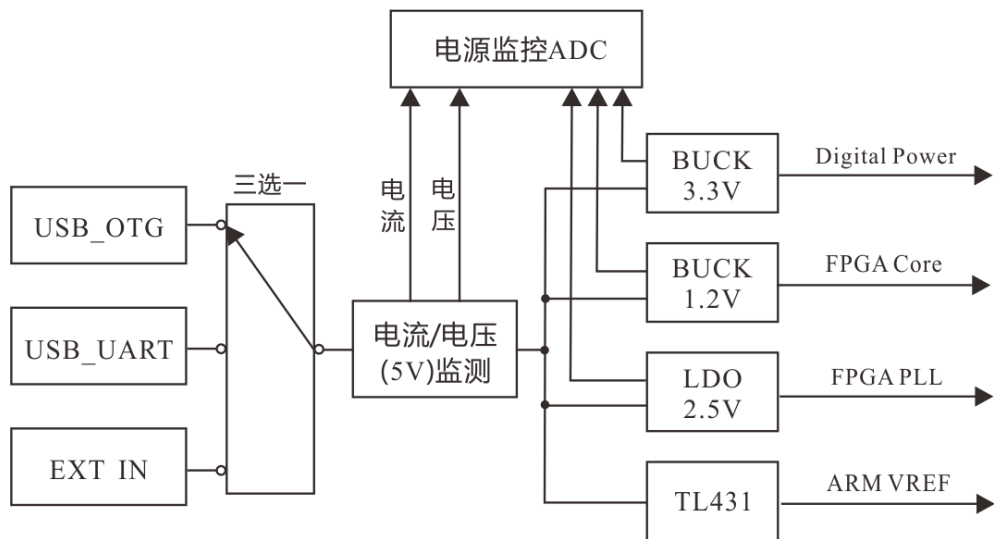 电源监控ADC
三选一
USB_OTG
USB_UART
EXT IN
电流
电压
电流/电压
(5V)监测
BUCK
3.3V
Digital Power
BUCK
1.2V
FPGA Core
LDO
2.5V
FPGA PLL
TL431
ARM VREF